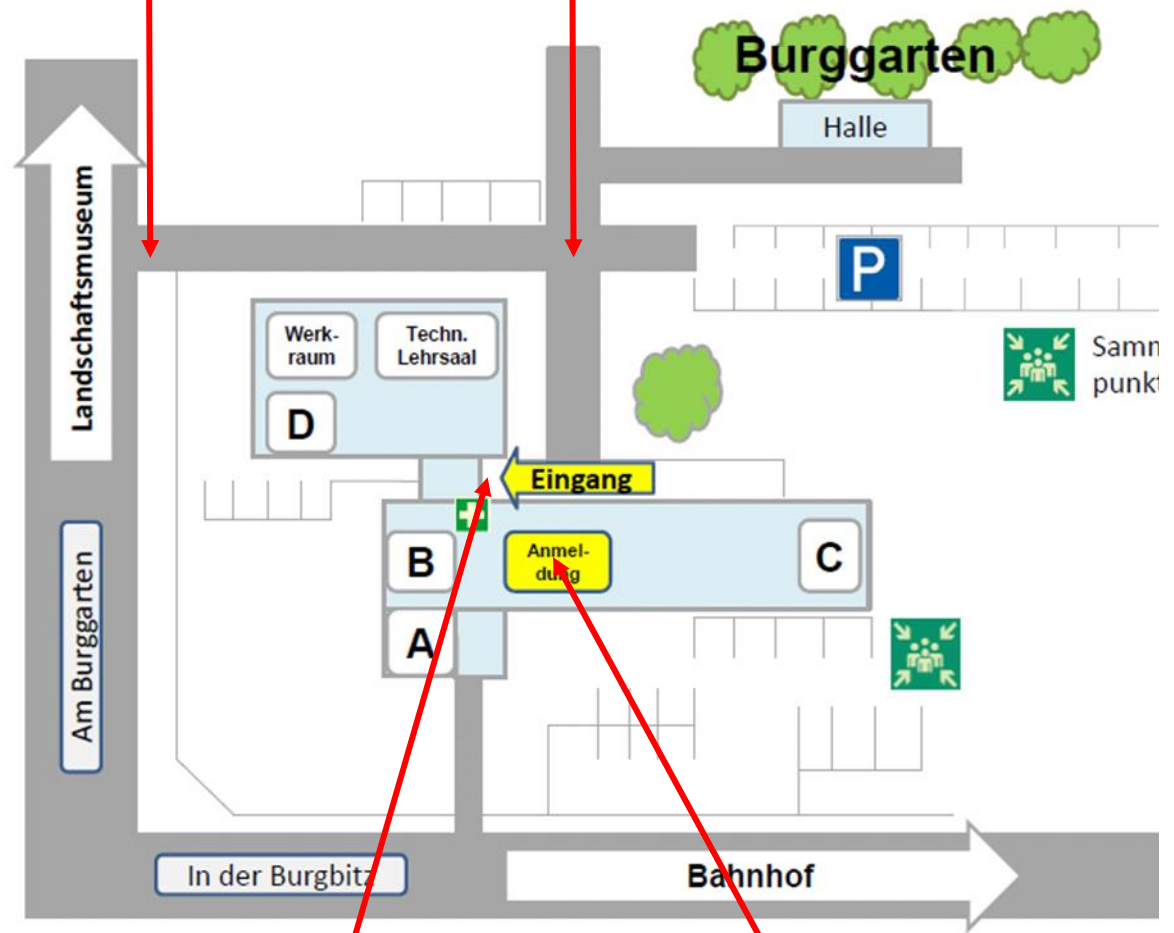 Burggarten
Halle
Landschaftsmuseum
P
Werk-
raum
Techn.
Lehrsaal
Samm
punkt
D
Eingang
B
Anmel-
dung
C
A
Am Burggarten
In der Burgbitz
Bahnhof